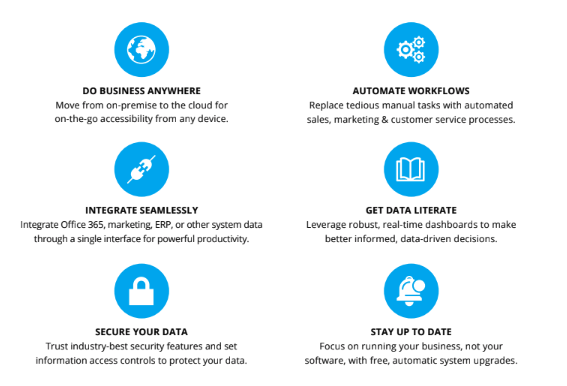 DO BUSINESS ANYWHERE
Move from on-premise to the cloud for
on-the-go accessibility from any device.
AUTOMATE WORKFLOWS
Replace tedious manual tasks with automated
sales, marketing & customer service processes.
INTEGRATE SEAMLESSLY
Integrate Office 365, marketing, ERP, or other system data
through a single interface for powerful productivity.
GET DATA LITERATE
Leverage robust, real-time dashboards to make
better informed, data-driven decisions.
SECURE YOUR DATA
Trust industry-best security features and set
information access controls to protect your data.
STAY UP TO DATE
Focus on running your business, not your
software, with free, automatic system upgrades.